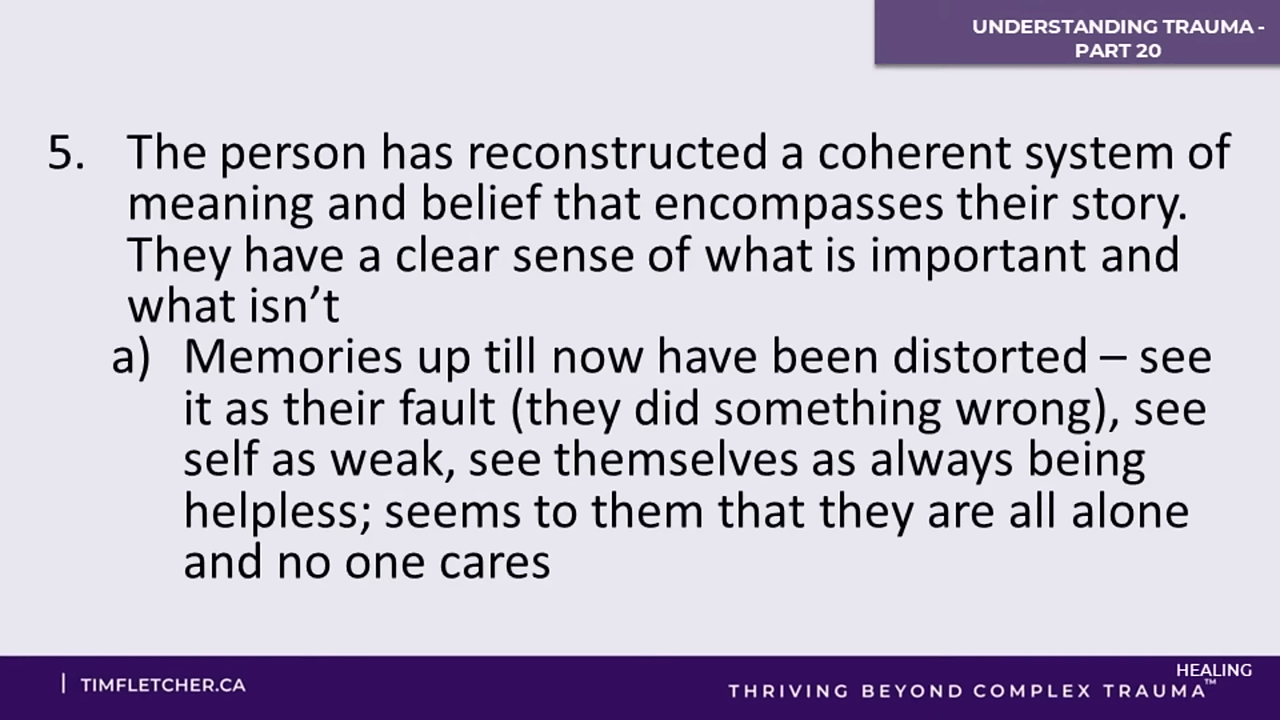 UNDERSTANDING TRAUMA -
PART 20
5. The person has reconstructed a coherent system of
meaning and belief that encompasses their story.
They have a clear sense of what is important and
what isn’t
a) Memories up till now have been distorted – see
it as their fault (they did something wrong), see
self as weak, see themselves as always being
helpless; seems to them that they are all alone
and no one cares
| TIMFLETCHER.CA
HEALING
THRIVING BEYOND COMPLEX TRAUMA™